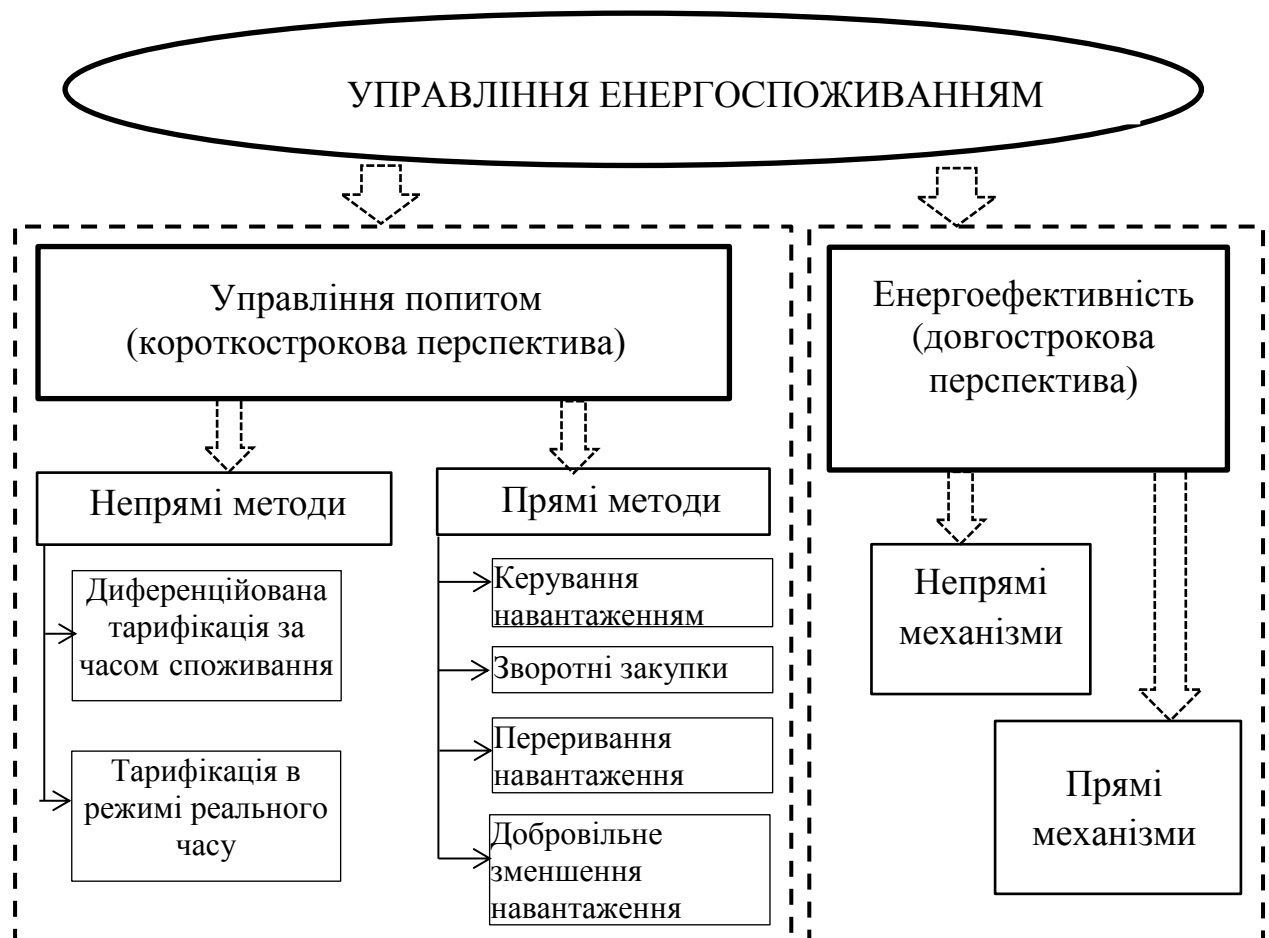 УПРАВЛІННЯ ЕНЕРГОСПОЖИВАННЯМ
Управління попитом
(короткострокова перспектива)
Непрямі методи
Диференційована
тарифікація за
часом споживання
Тарифікація в
режимі реального
часу
Прямі методи
Керування
навантаженням
Зворотні закупки
Переривання
навантаження
Добровільне
зменшення
навантаження
Енергоефективність
(довгострокова
перспектива)
Непрямі
механізми
Прямі
механізми